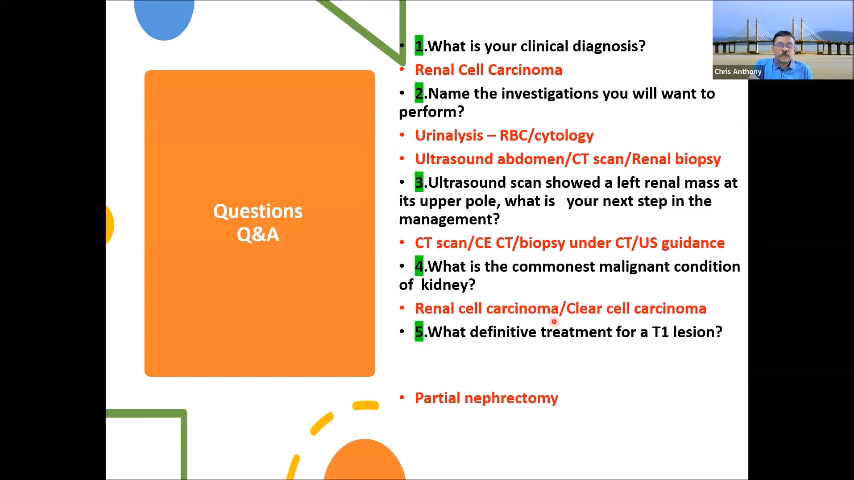 Questions
Q&A
• 1.What is your clinical diagnosis?
• Renal Cell Carcinoma
• 2.Name the investigations you will want to
perform?
• Urinalysis – RBC/cytology
• Ultrasound abdomen/CT scan/Renal biopsy
• 3.Ultrasound scan showed a left renal mass at
its upper pole, what is your next step in the
management?
• CT scan/CE CT/biopsy under CT/US guidance
• 4.What is the commonest malignant condition
of kidney?
• Renal cell carcinoma/Clear cell carcinoma
• 5.What definitive treatment for a T1 lesion?
• Partial nephrectomy
Chris Anthony